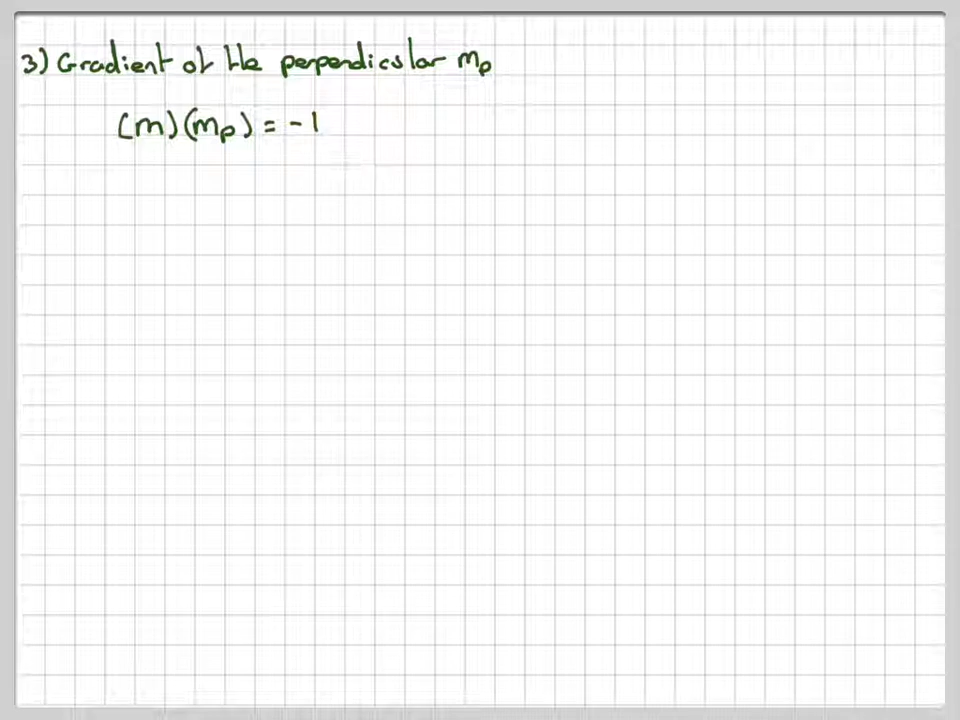 3) Gradient of the perpendicular mp
(m)(mp) = -1